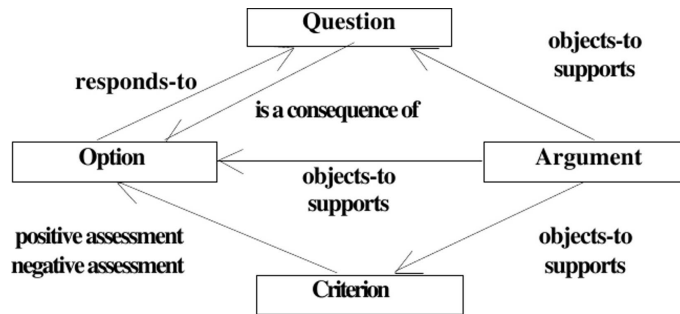 Question
objects-to
supports
responds-to
is a consequence of
Option
Argument
objects-to
supports
positive assessment
negative assessment
objects-to
supports
Criterion